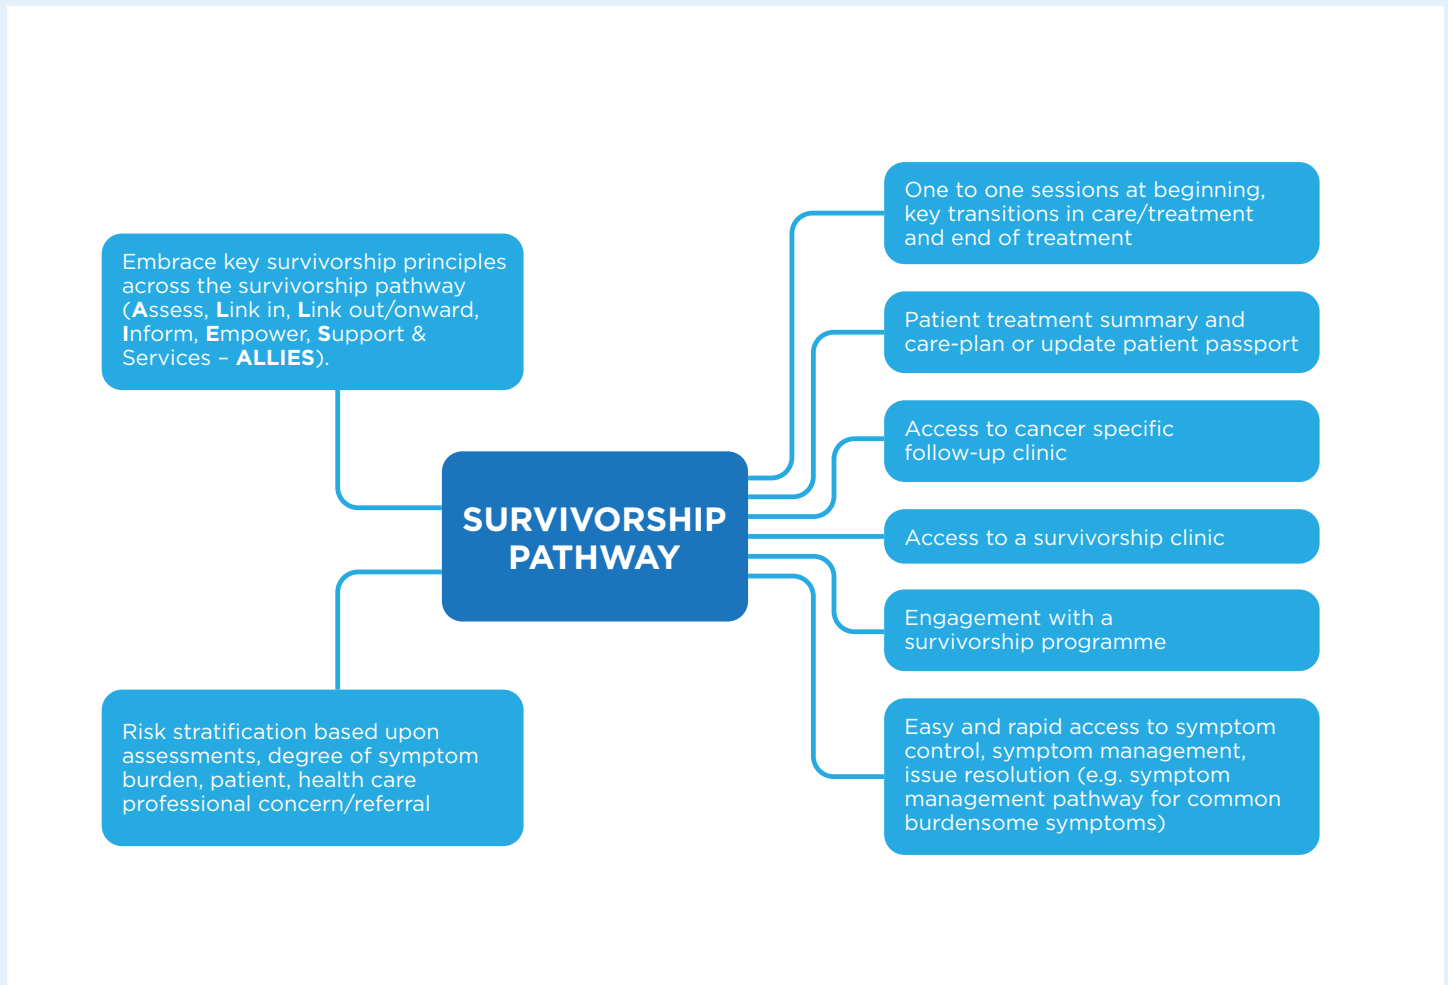 Embrace key survivorship principles
across the survivorship pathway
(Assess, Link in, Link out/onward,
Inform, Empower, Support &
Services – ALLIES).
Risk stratification based upon
assessments, degree of symptom
burden, patient, health care
professional concern/referral
SURVIVORSHIP
PATHWAY
One to one sessions at beginning,
key transitions in care/treatment
and end of treatment
Patient treatment summary and
care-plan or update patient passport
Access to cancer specific
follow-up clinic
Access to a survivorship clinic
Engagement with a
survivorship programme
Easy and rapid access to symptom
control, symptom management,
issue resolution (e.g. symptom
management pathway for common
burdensome symptoms)